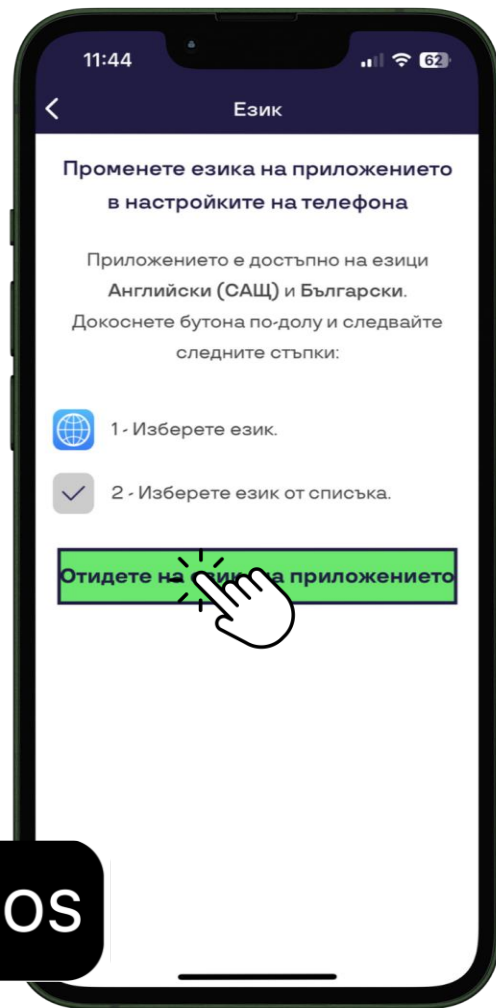 11:44
62
Език
Променете езика на приложението
в настройките на телефона
Приложението е достъпно на езици
Английски (САЩ) и Български.
Докоснете бутона по-долу и следвайте
следните стъпки:
1 - Изберете език.
2 - Изберете език от списъка.
Отидете на приложението
OS